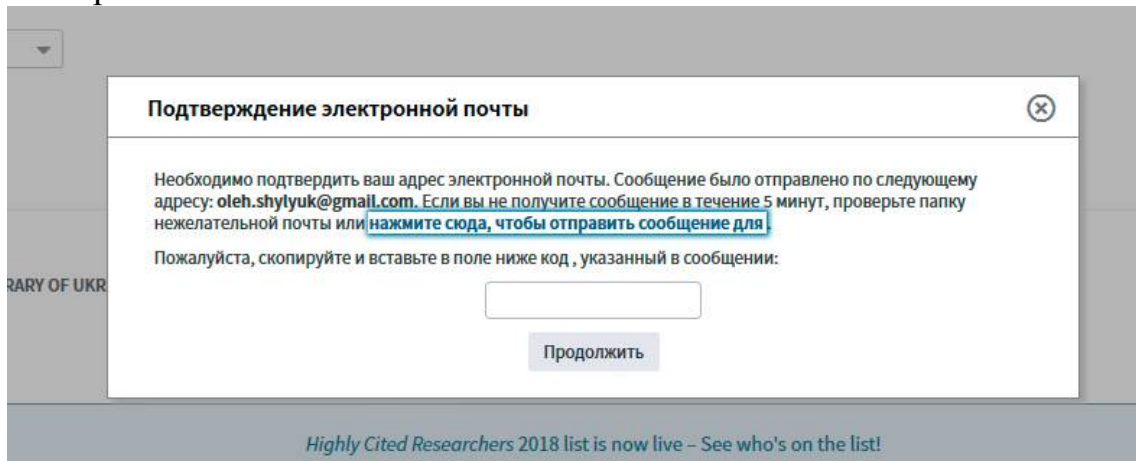 Подтверждение электронной почты
Необходимо подтвердить ваш адрес электронной почты. Сообщение было отправлено по следующему
адресу: oleh.shylyuk@gmail.com. Если вы не получите сообщение в течение 5 минут, проверьте папку
нежелательной почты или нажмите сюда, чтобы отправить сообщение для .
Пожалуйста, скопируйте и вставьте в поле ниже код , указанный в сообщении:
RARY OF UKR
Продолжить
Highly Cited Researchers 2018 list is now live – See who's on the list!